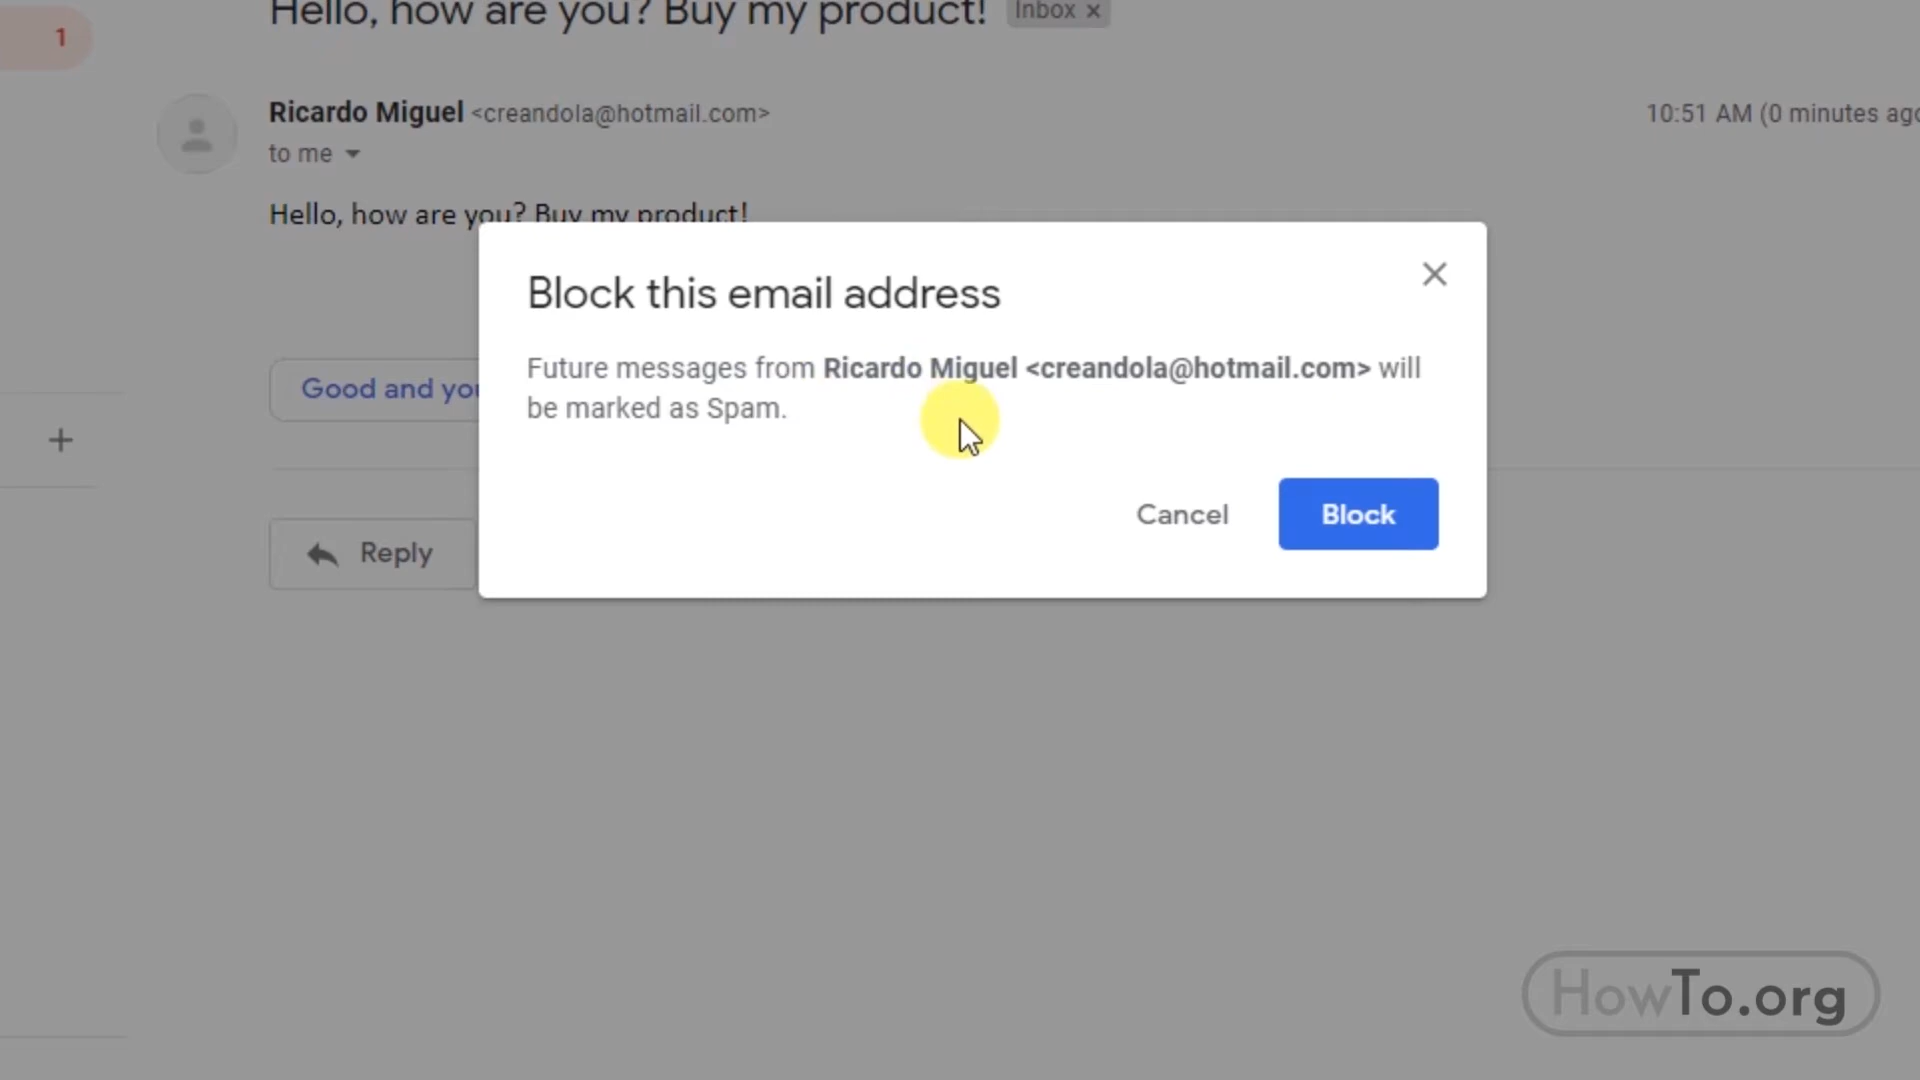 Hello, how are you? Buy my product! Inbox ×
1
Ricardo Miguel <creandola@hotmail.com> 10:51 AM (0 minutes ago
to me
Hello, how are you? Buy my product!
Block this email address
Future messages from Ricardo Miguel <creandola@hotmail.com> will
be marked as Spam.
Good and you
Cancel Block
Reply
HowTo.org